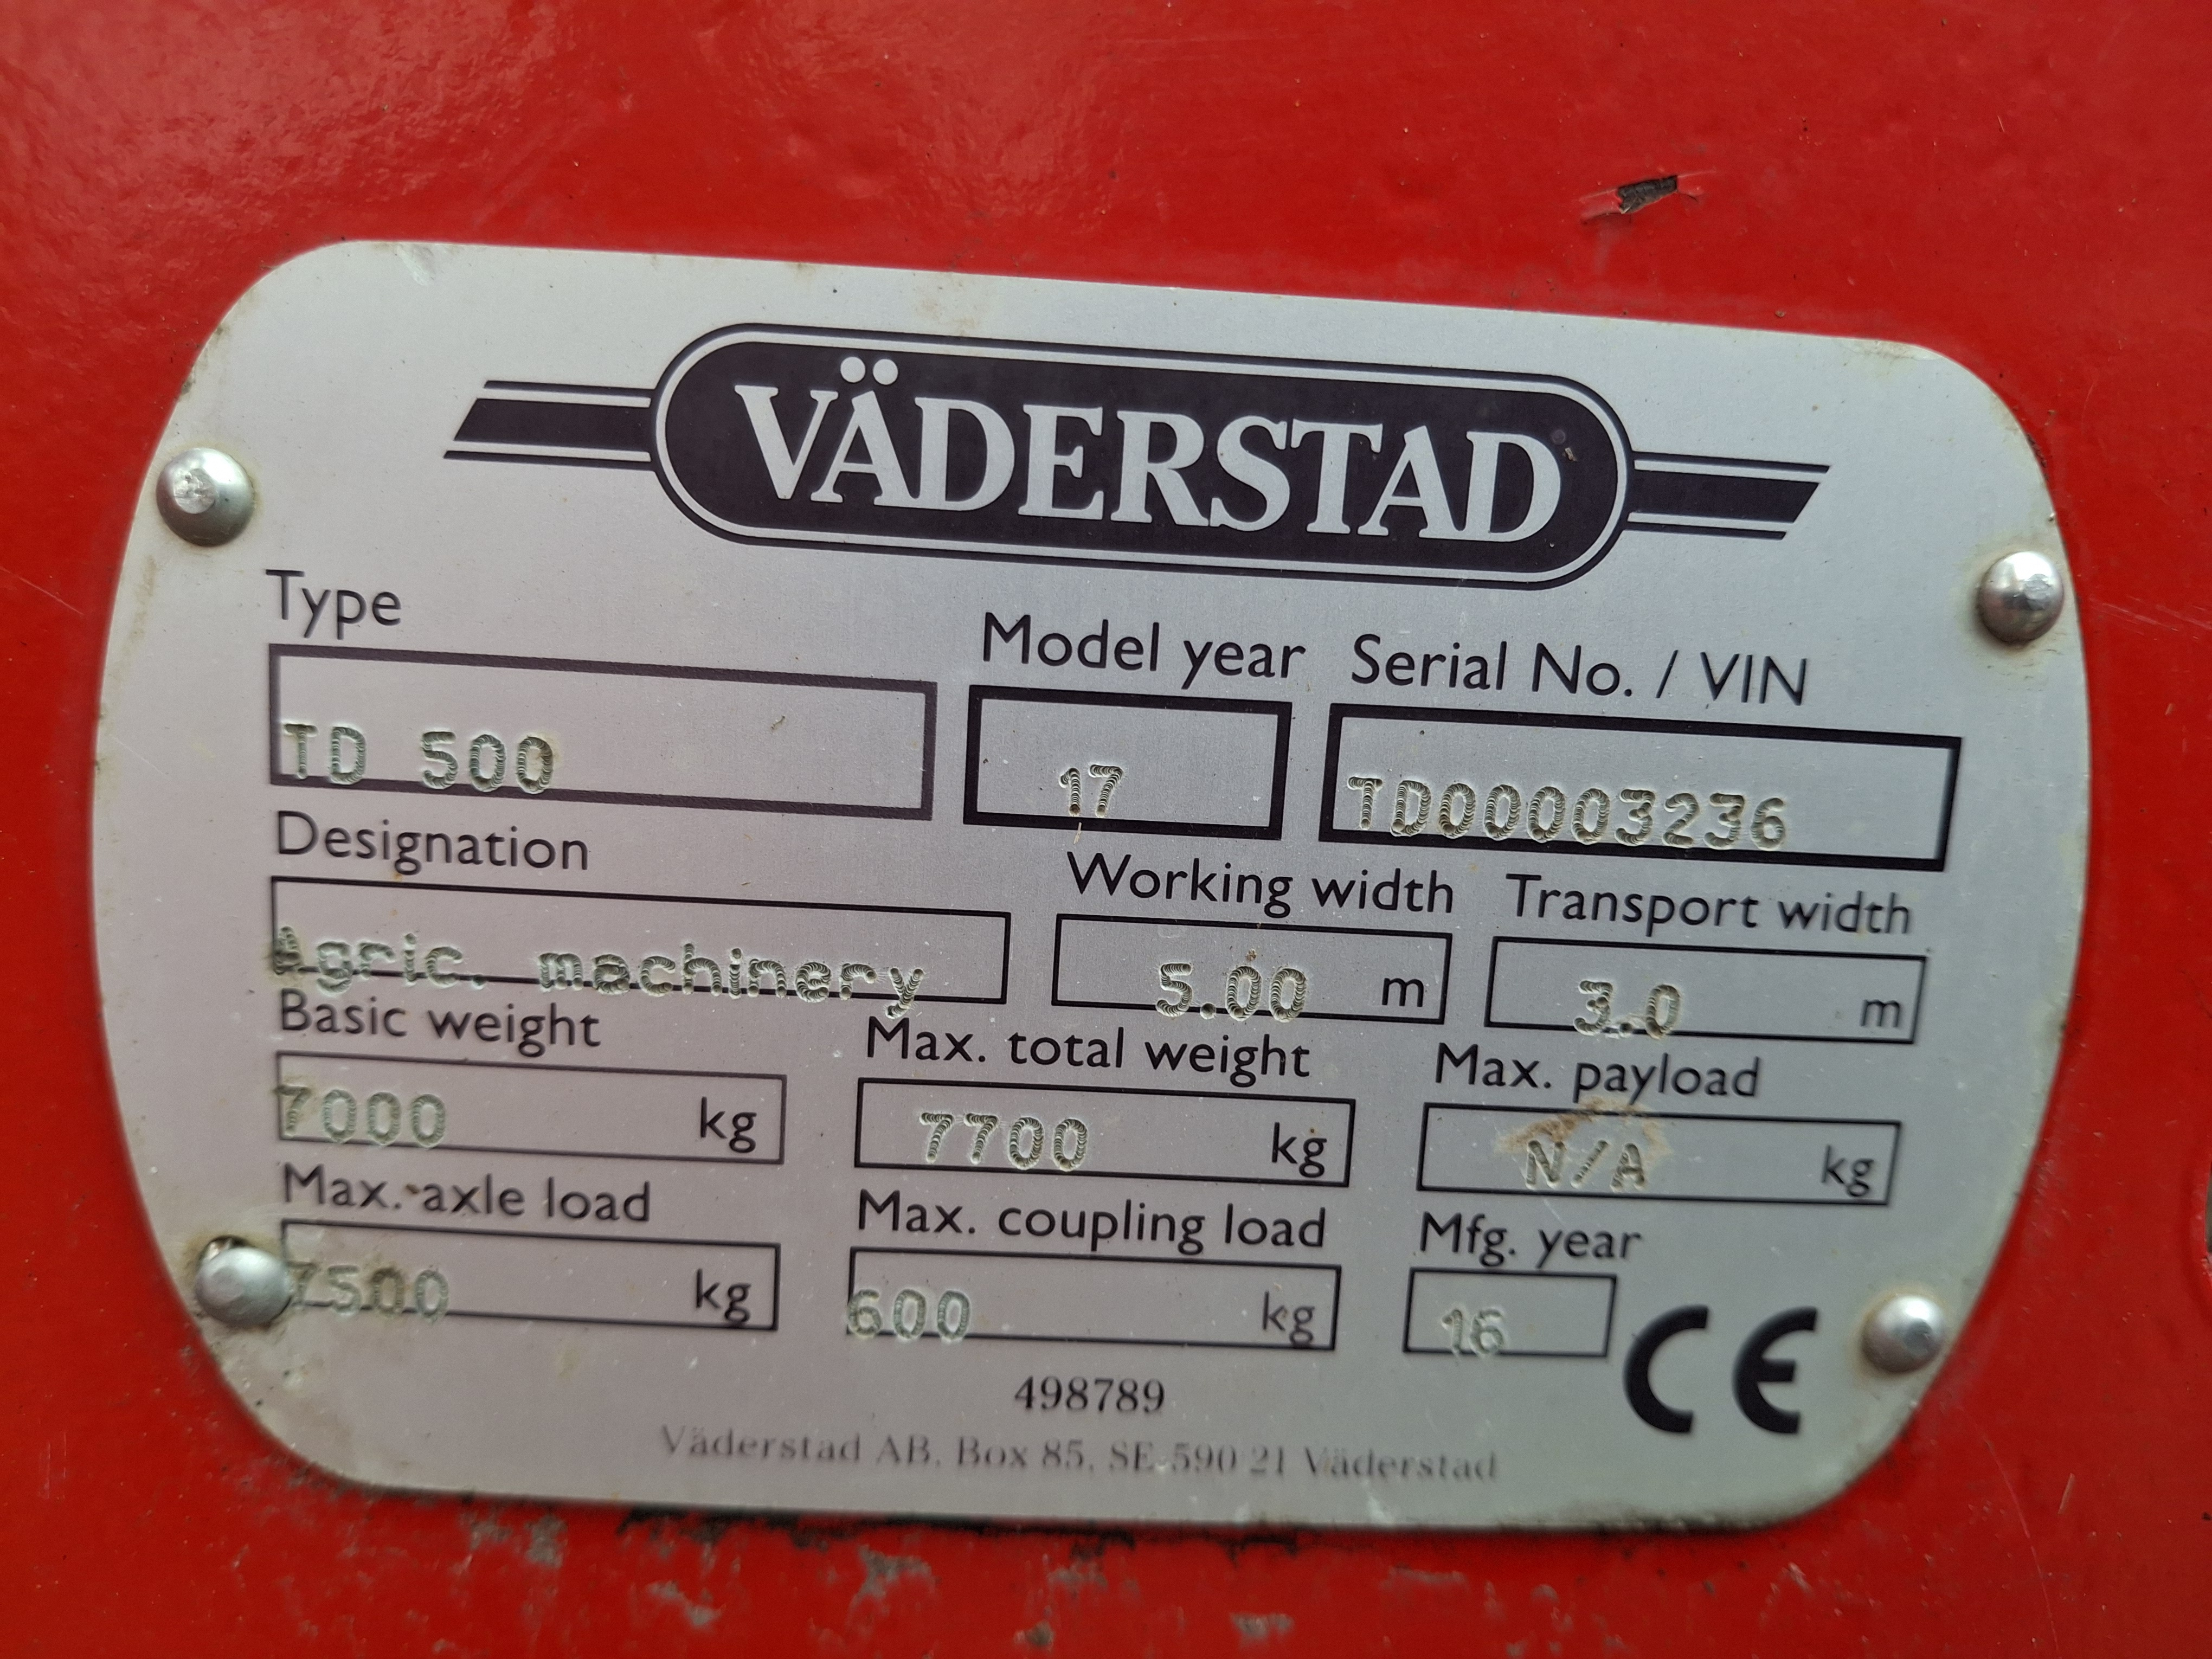 VÄDERSTAD
Type
Model year
Serial No. / VIN
TD 500
17
TD00003236
Designation
Working width
Transport width
Agric. machinery
5.00 m
3.0 m
Basic weight
Max. total weight
Max. payload
7000 kg
7700 kg
N/A kg
Max. axle load
Max. coupling load
Mfg. year
7500 kg
600 kg
16
CE
498789
Väderstad AB, Box 85, SE-590 21 Väderstad